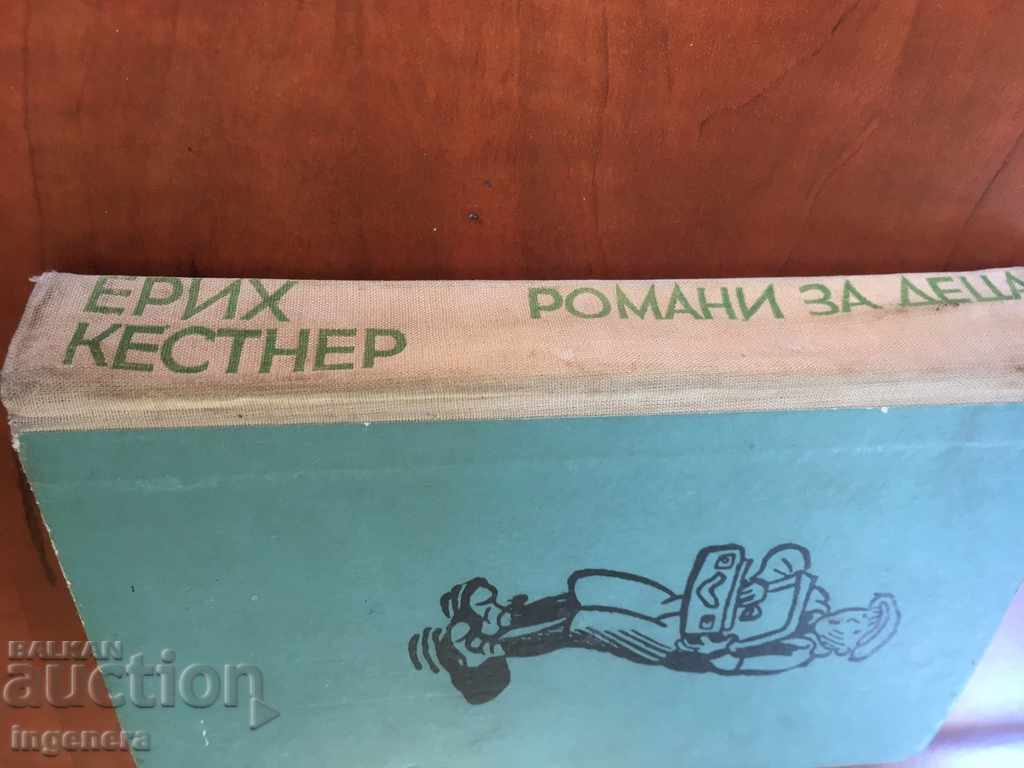 ЕРИХ
КЕСТНЕР
РОМАНИ ЗА ДЕЦА
BALKAN
auction
ingenera